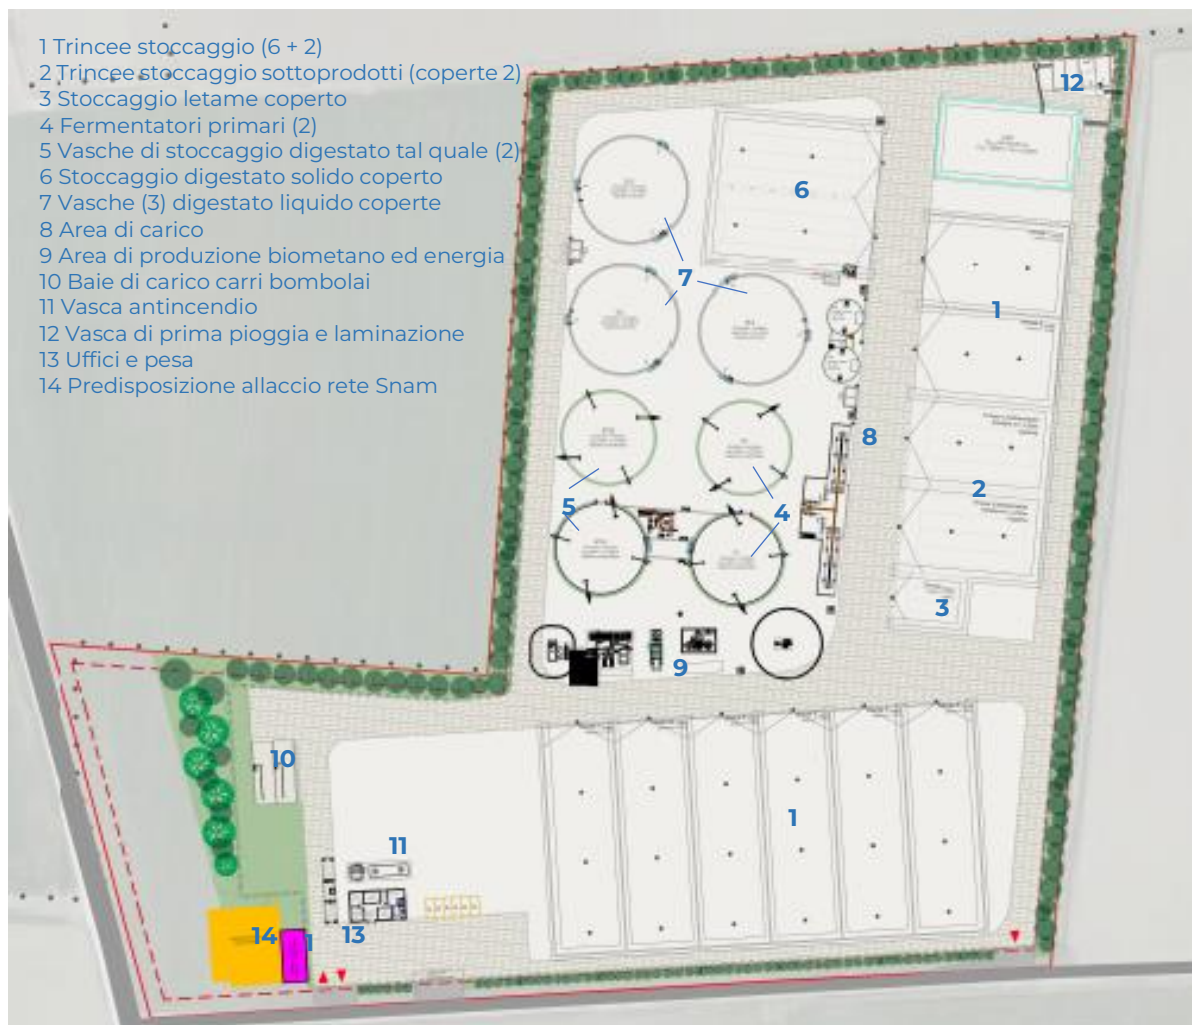 1 Trincee stoccaggio (6 + 2)
2 Trincee stoccaggio sottoprodotti (coperte 2)
3 Stoccaggio letame coperto
4 Fermentatori primari (2)
5 Vasche di stoccaggio digestato tal quale (2)
6 Stoccaggio digestato solido coperto
7 Vasche (3) digestato liquido coperte
8 Area di carico
9 Area di produzione biometano ed energia
10 Baie di carico carri bombolai
11 Vasca antincendio
12 Vasca di prima pioggia e laminazione
13 Uffici e pesa
14 Predisposizione allaccio rete Snam
12
6
7
1
8
2
5
4
3
9
10
1
11
14
13